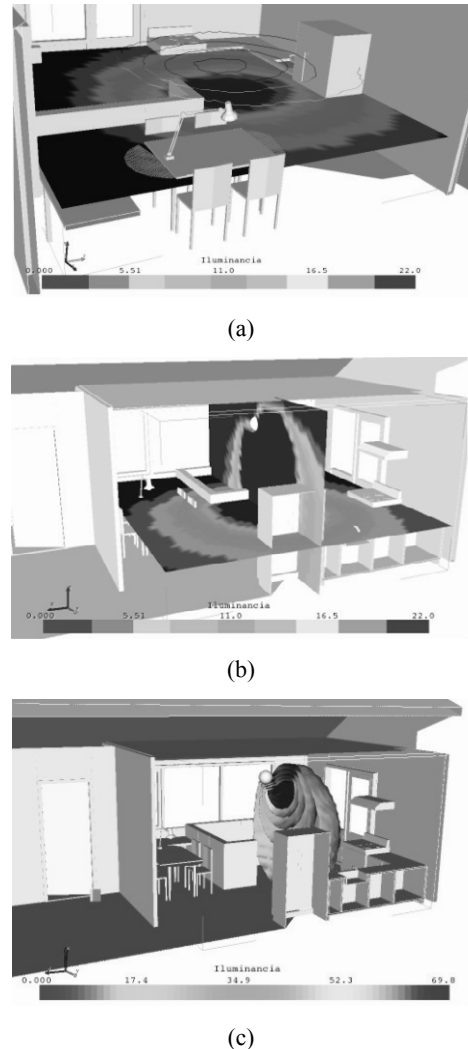 Iluminancia
0.000 5.51 11.0 16.5 22.0
(a)
Iluminancia
0.000 5.51 11.0 16.5 22.0
(b)
Iluminancia
0.000 17.4 34.9 52.3 69.8
(c)